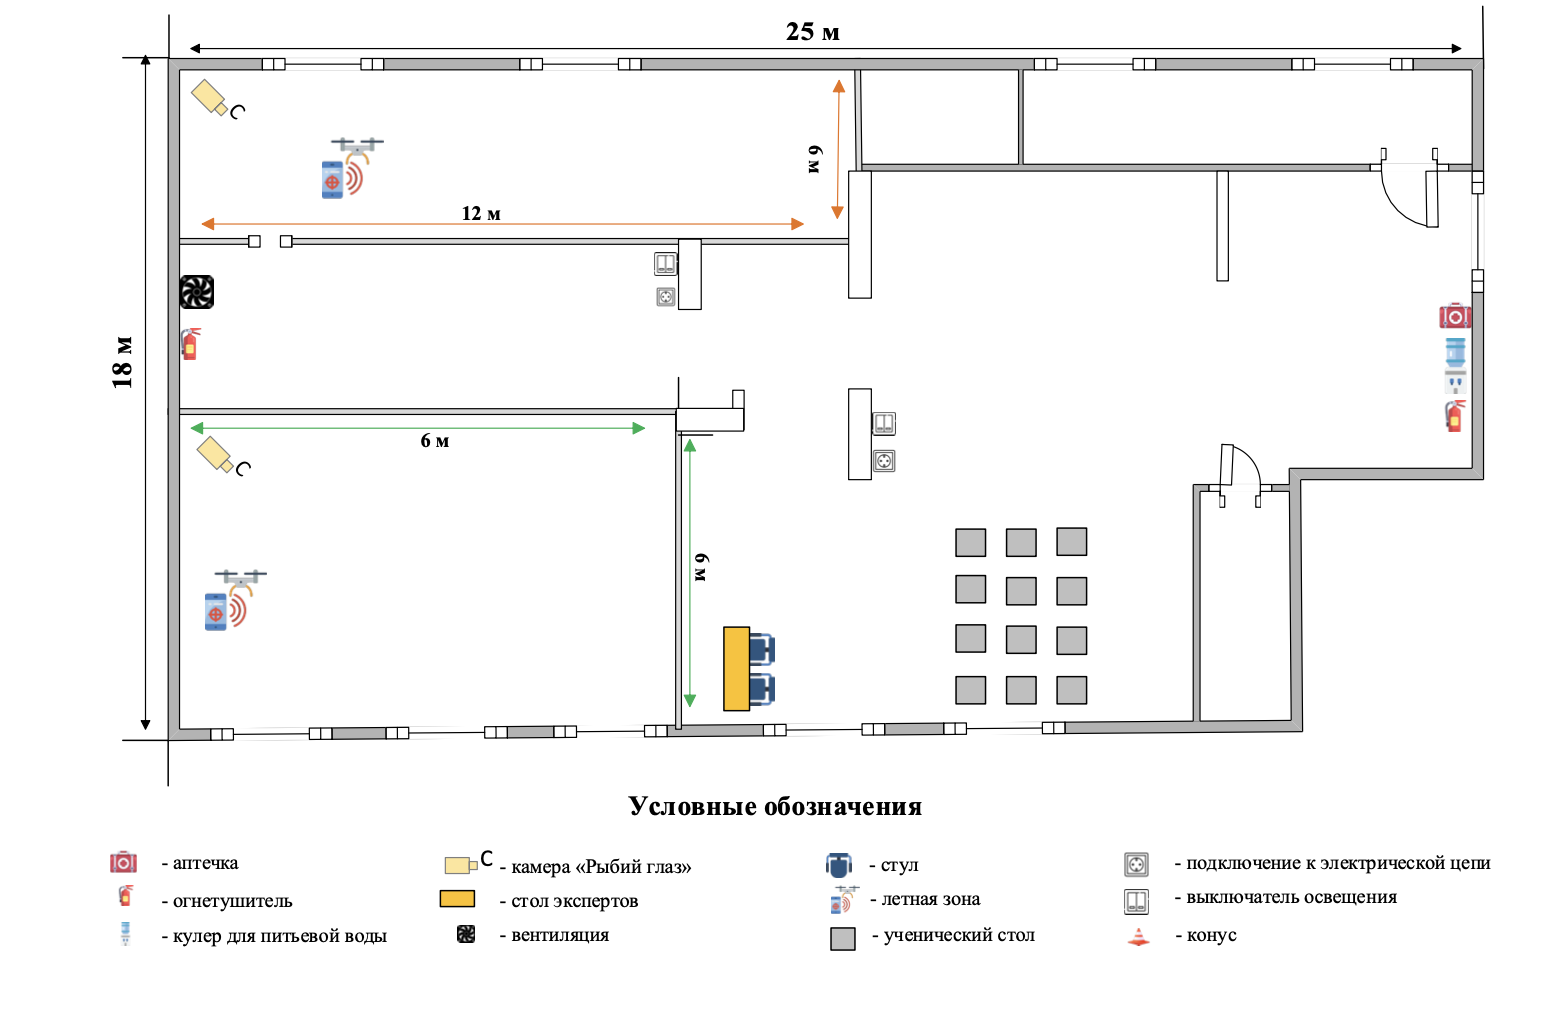 25 м
6 м
12 м
18 м
6 м
6 м
С
С
Условные обозначения
- аптечка
- огнетушитель
- кулер для питьевой воды
С - камера «Рыбий глаз»
- стол экспертов
- вентиляция
- стул
- летная зона
- ученический стол
- подключение к электрической цепи
- выключатель освещения
- конус